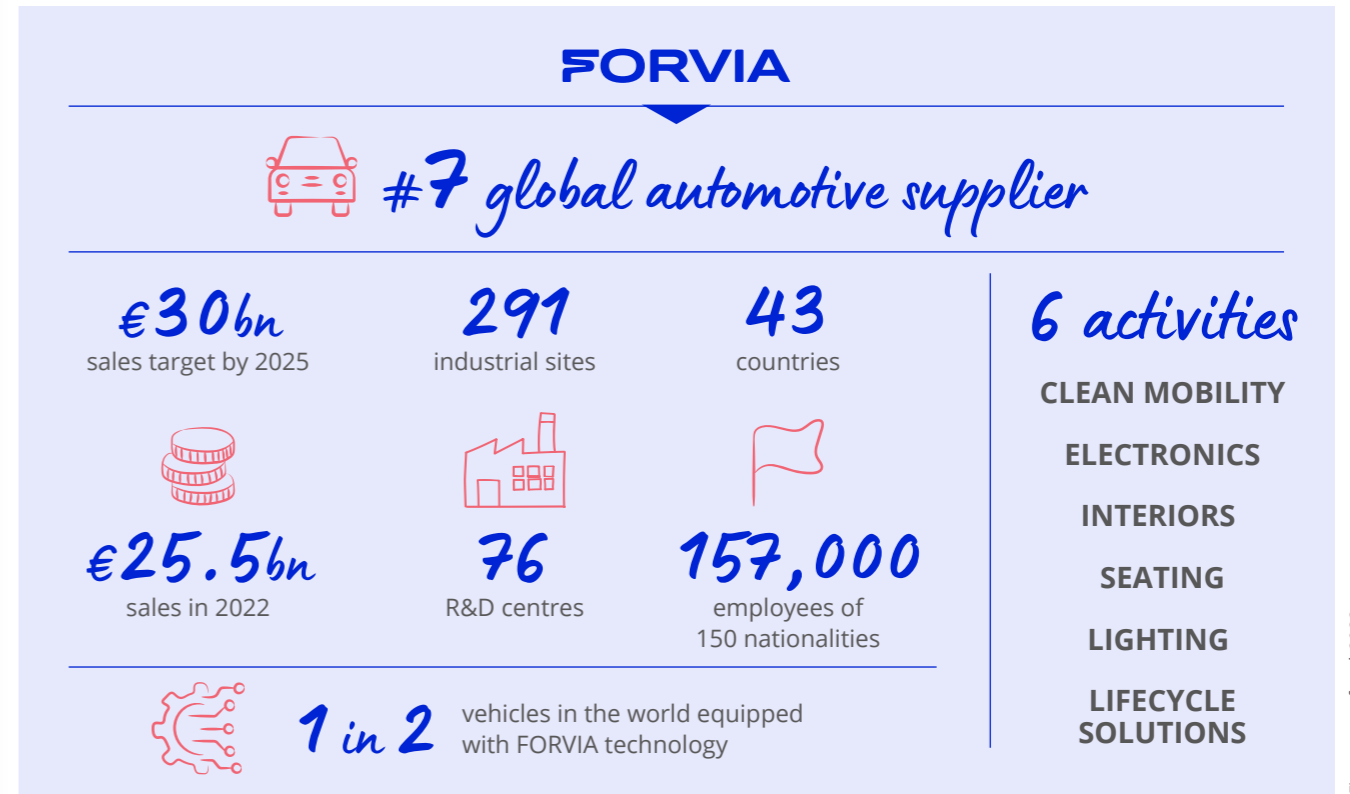 FORVIA
#7 global automotive supplier
€30bn
sales target by 2025
291
industrial sites
43
countries
€25.5bn
sales in 2022
76
R&D centres
157,000
employees of
150 nationalities
1 in 2
vehicles in the world equipped
with FORVIA technology
6 activities
CLEAN MOBILITY
ELECTRONICS
INTERIORS
SEATING
LIGHTING
LIFECYCLE
SOLUTIONS